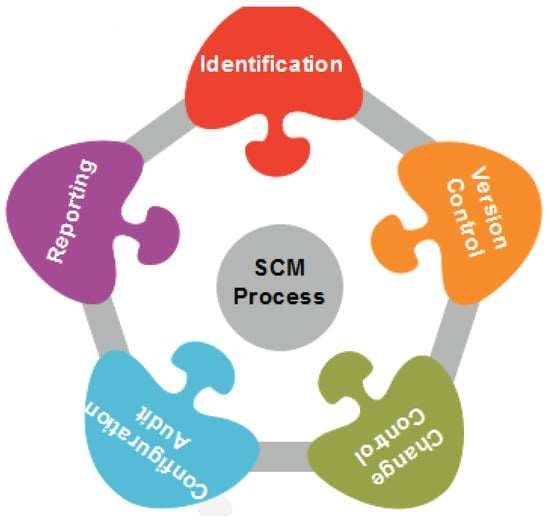 Identification
Version
Control
Change
Control
Configuration
Audit
Reporting
SCM
Process